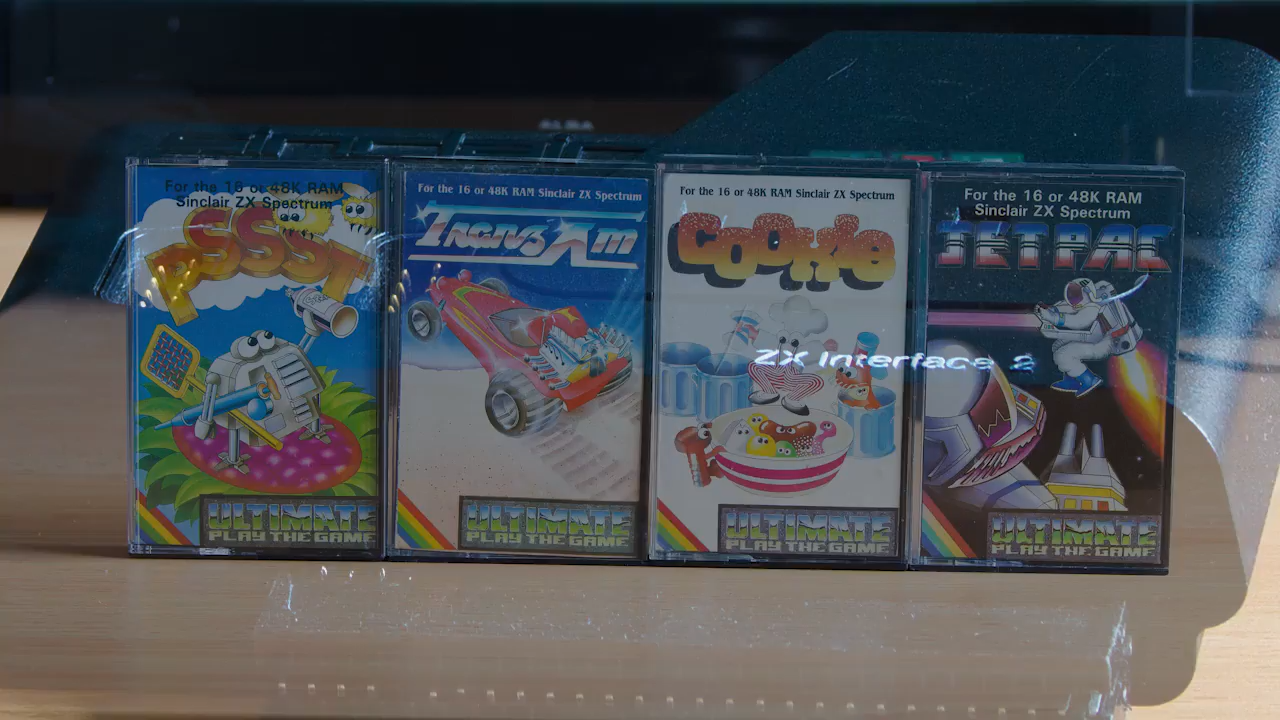 For the 16 or 48K RAM
Sinclair ZX Spectrum
PSSST
ULTIMATE
PLAY THE GAME
For the 16 or 48K RAM Sinclair ZX Spectrum
Tranz Am
ULTIMATE
PLAY THE GAME
For the 16 or 48K RAM Sinclair ZX Spectrum
Cookie
ULTIMATE
PLAY THE GAME
For the 16 or 48K RAM
Sinclair ZX Spectrum
JETPAC
ULTIMATE
PLAY THE GAME
ZX Interface 2